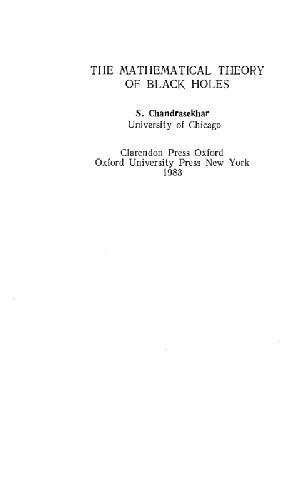 THE MATHEMATICAL THEORY
OF BLACK HOLES
S. Chandrasekhar
University of Chicago
Clarendon Press Oxford
Oxford University Press New York
1983